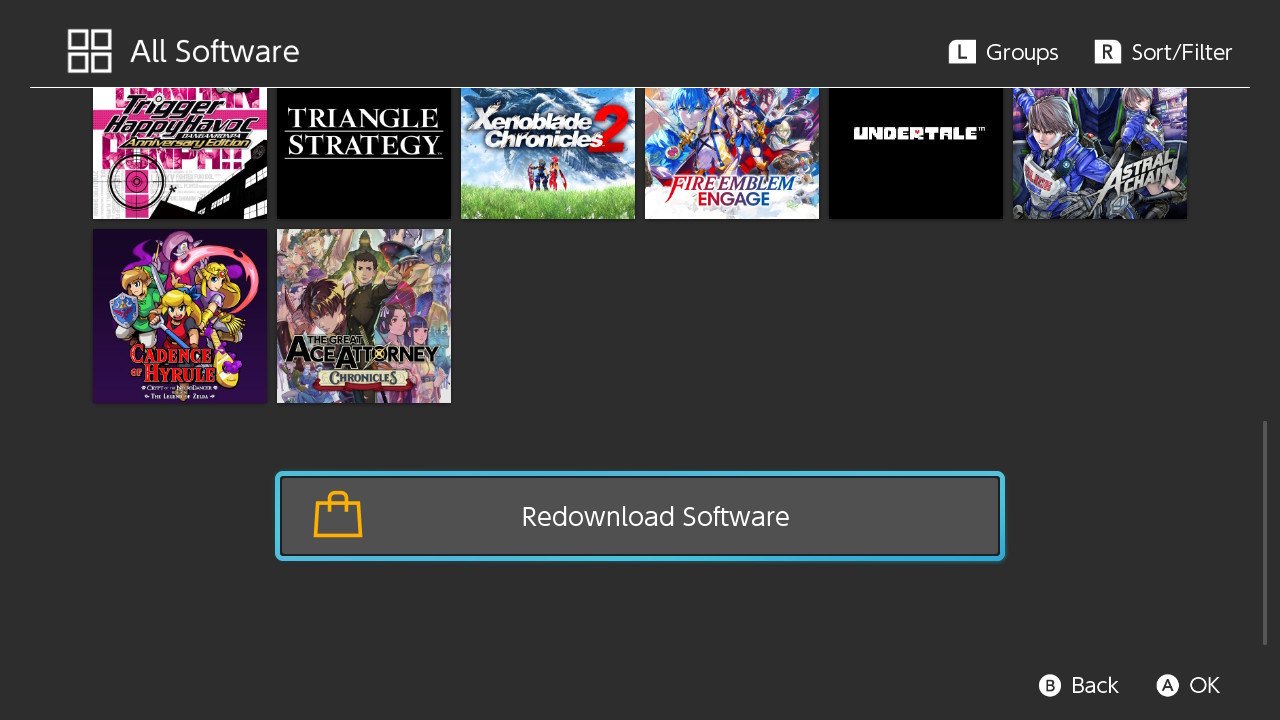 All Software
L Groups
R Sort/Filter
Trigger
Happy Havoc
DANGANRONPA
Anniversary Edition
TRIANGLE
STRATEGY
Xenoblade
Chronicles 2
FIRE EMBLEM
ENGAGE
UNDERTALE™
ASTRAL
CHAIN
CADENCE
OF HYRULE
CRYPT OF THE NECRODANCER
THE LEGEND OF ZELDA
THE GREAT
ACE ATTORNEY
CHRONICLES
Redownload Software
B Back
A OK